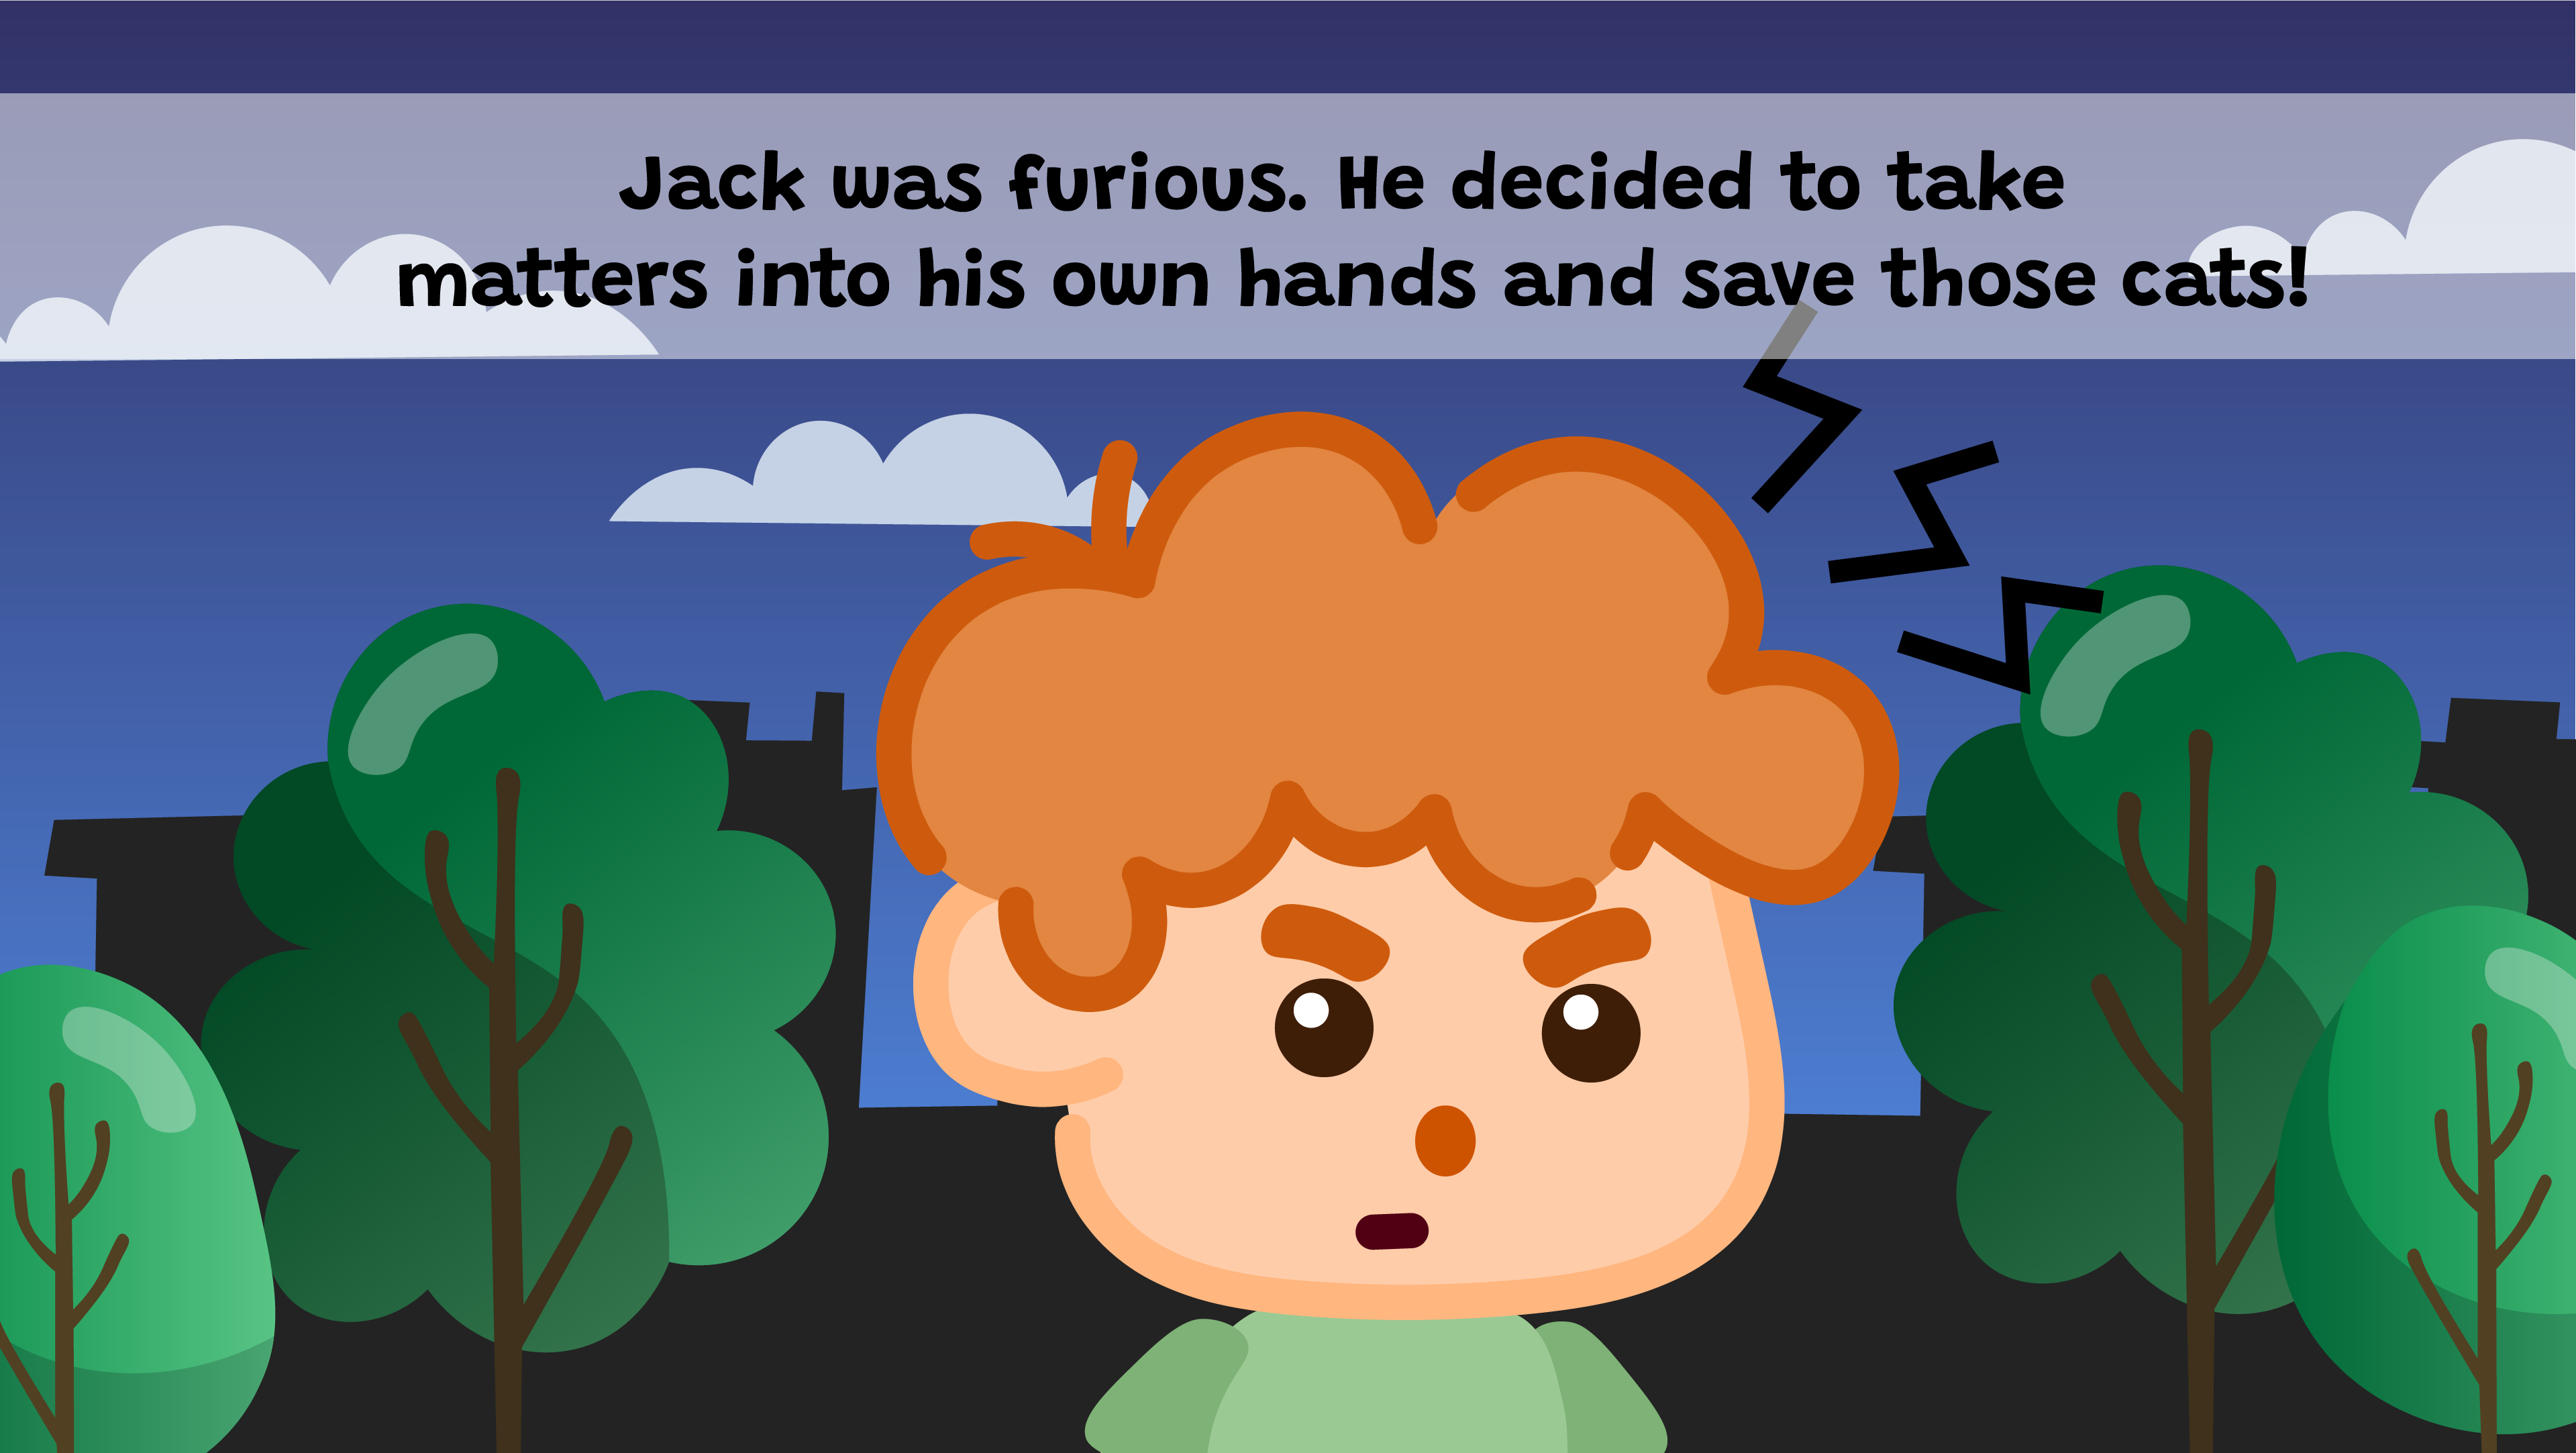 Jack was furious. He decided to take
matters into his own hands and save those cats!